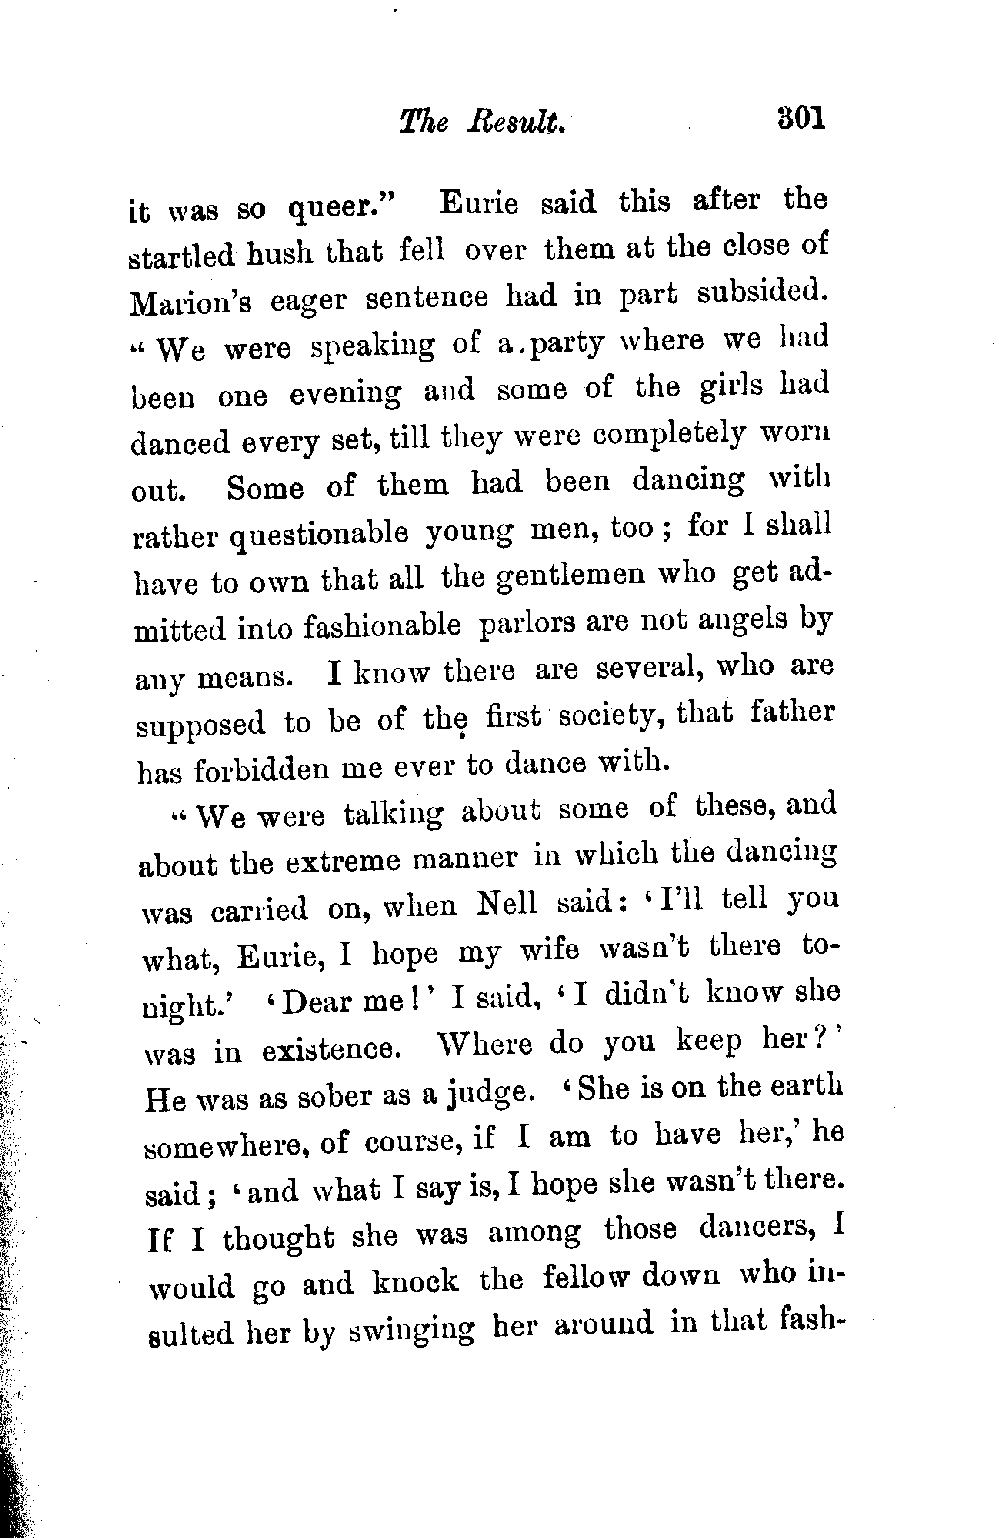 The Result. 301
it was so queer.” Eurie said this after the
startled hush that fell over them at the close of
Marion’s eager sentence had in part subsided.
“ We were speaking of a party where we had
been one evening and some of the girls had
danced every set, till they were completely worn
out. Some of them had been dancing with
rather questionable young men, too ; for I shall
have to own that all the gentlemen who get ad-
mitted into fashionable parlors are not angels by
any means. I know there are several, who are
supposed to be of the first society, that father
has forbidden me ever to dance with.
“ We were talking about some of these, and
about the extreme manner in which the dancing
was carried on, when Nell said: ‘I’ll tell you
what, Eurie, I hope my wife wasn’t there to-
night.’ ‘Dear me!’ I said, ‘I didn’t know she
was in existence. Where do you keep her?’
He was as sober as a judge. ‘She is on the earth
somewhere, of course, if I am to have her,’ he
said ; ‘and what I say is, I hope she wasn’t there.
If I thought she was among those dancers, I
would go and knock the fellow down who in-
sulted her by swinging her around in that fash-